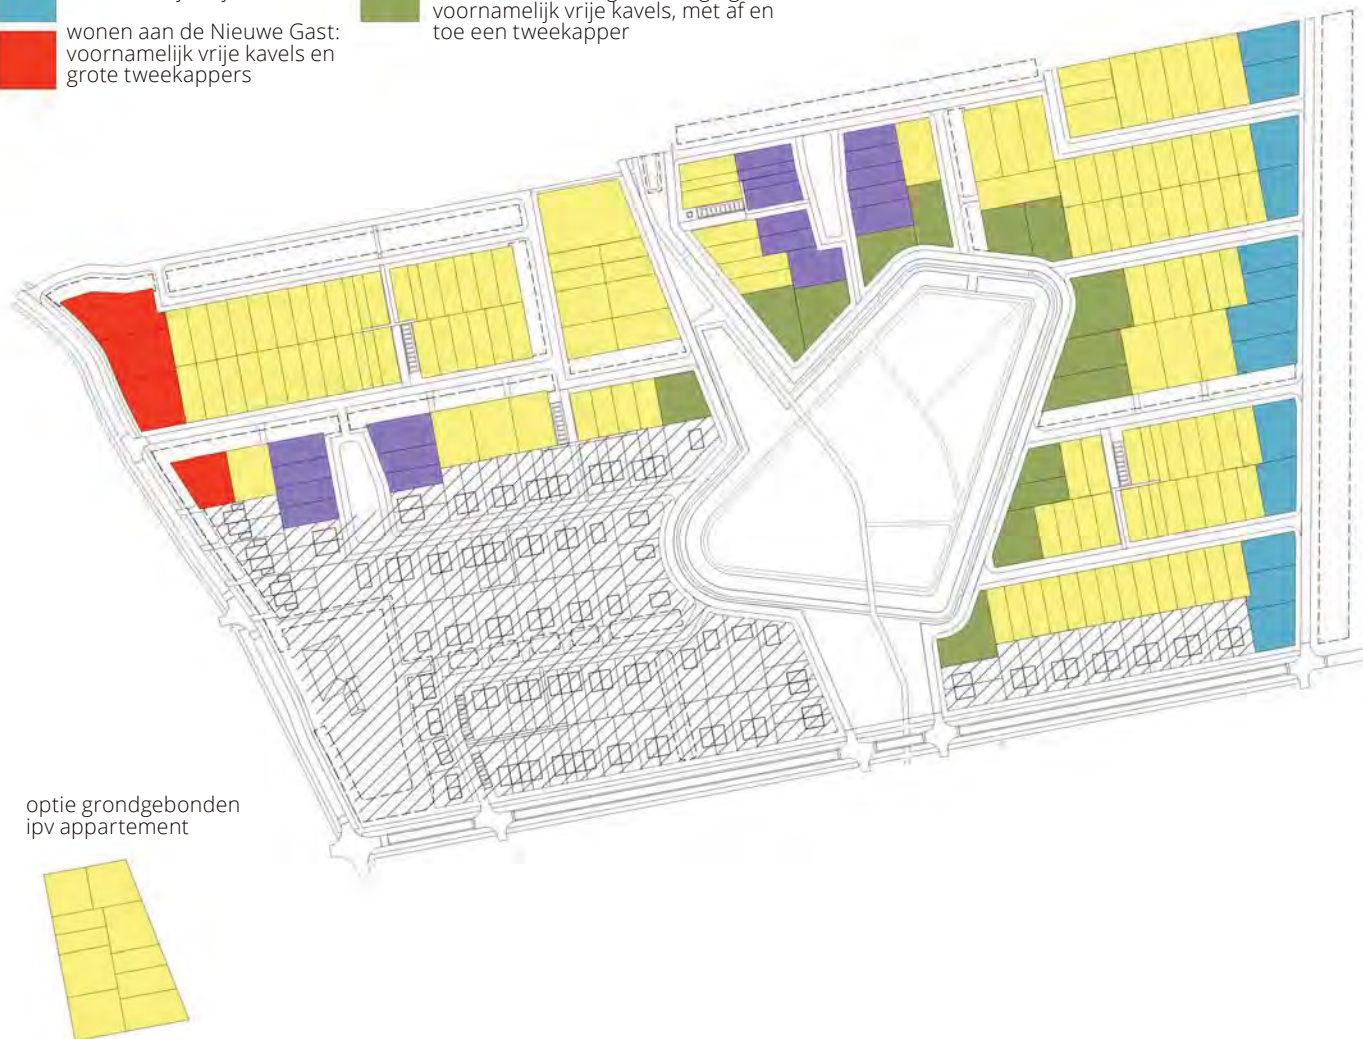 wonen aan de Nieuwe Gast:
voornamelijk vrije kavels en
grote tweekappers
voornamelijk vrije kavels, met af en
toe een tweekapper
optie grondgebonden
ipv appartement